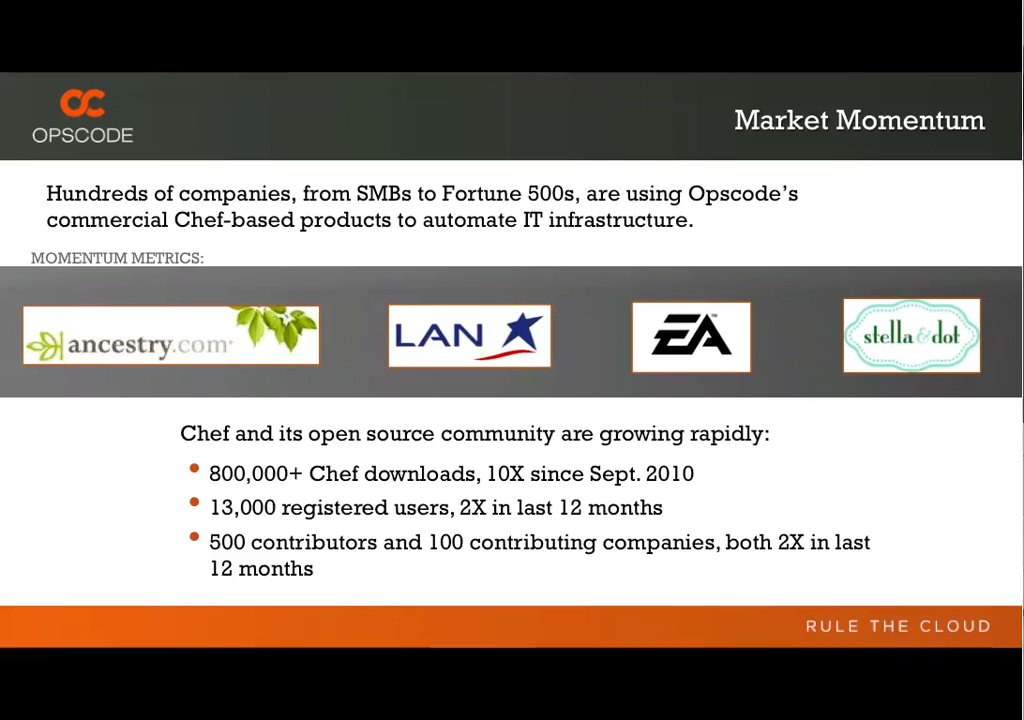 OPSCODE
Market Momentum
Hundreds of companies, from SMBs to Fortune 500s, are using Opscode’s
commercial Chef-based products to automate IT infrastructure.
MOMENTUM METRICS:
ancestry.com
LAN
EA™
stella & dot
Chef and its open source community are growing rapidly:
• 800,000+ Chef downloads, 10X since Sept. 2010
• 13,000 registered users, 2X in last 12 months
• 500 contributors and 100 contributing companies, both 2X in last
12 months
RULE THE CLOUD